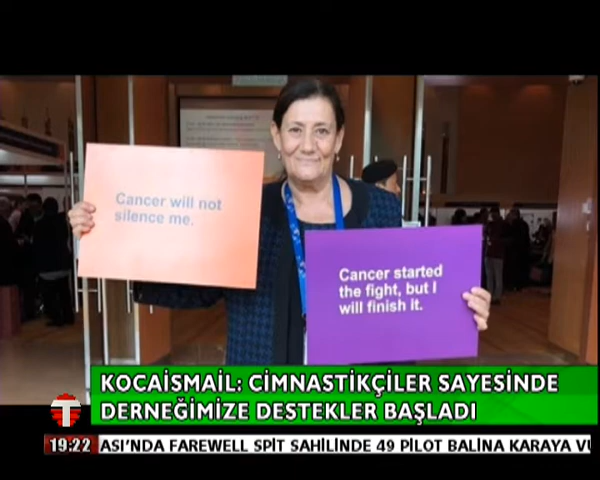 Cancer will not
silence me.
Cancer started
the fight, but I
will finish it.
KOCAİSMAİL: CİMNASTİKÇİLER SAYESİNDE
DERNEĞİMİZE DESTEKLER BAŞLADI
T
19:22 ASI'NDA FAREWELL SPIT SAHİLİNDE 49 PİLOT BALİNA KARAYA VU